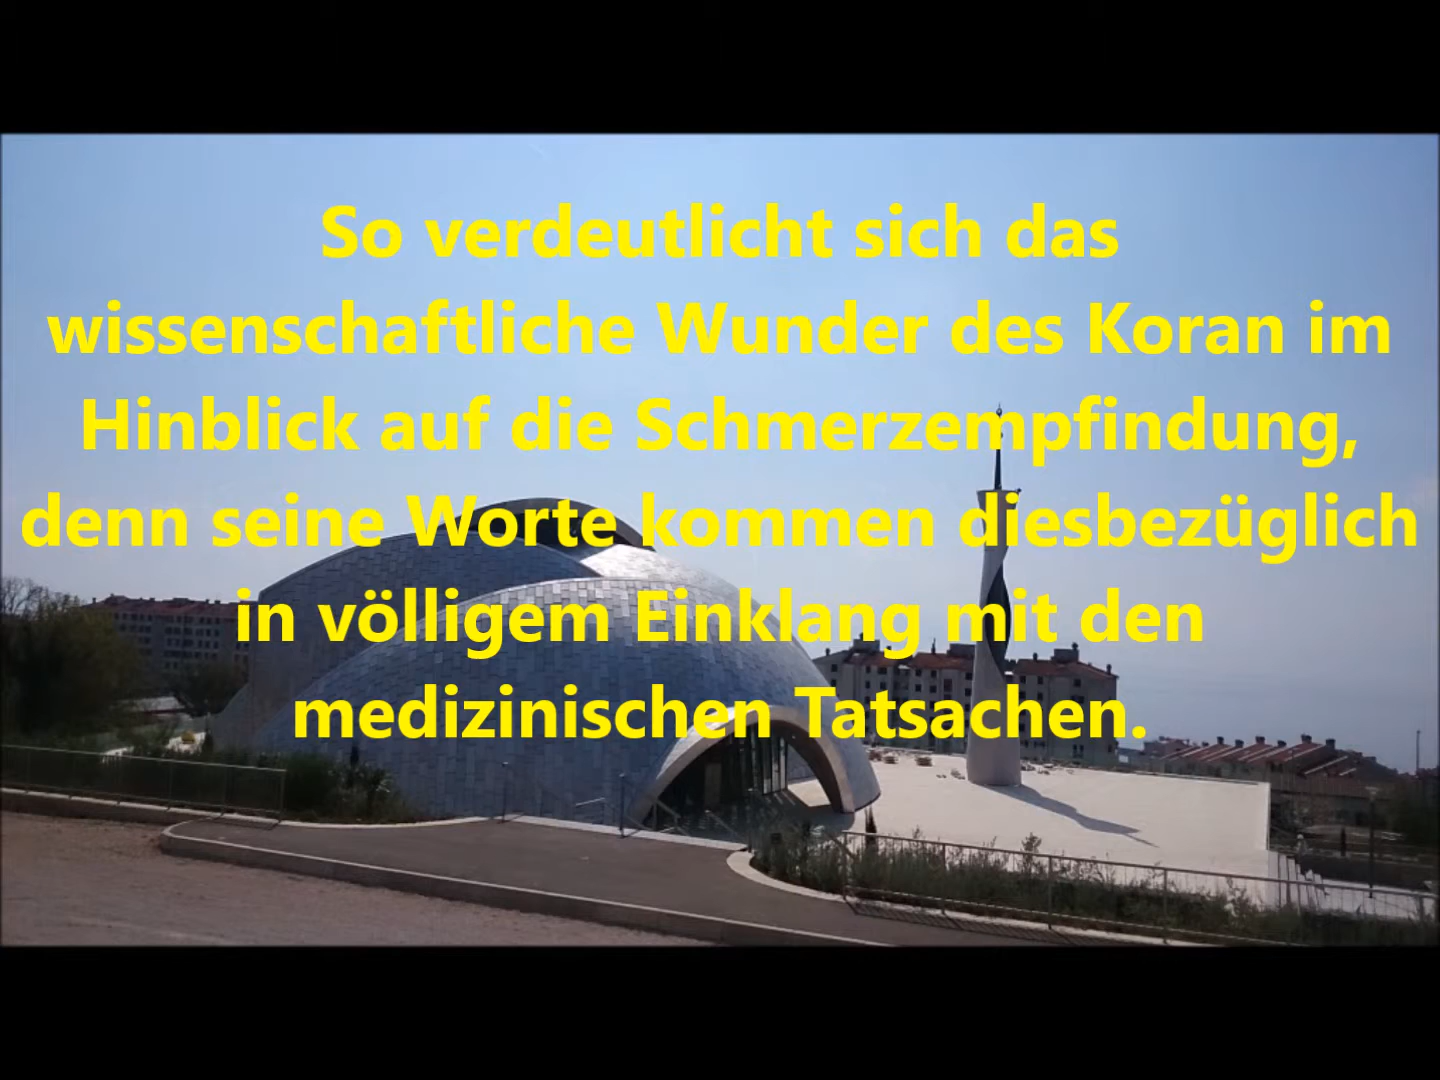 So verdeutlicht sich das
wissenschaftliche Wunder des Koran im
Hinblick auf die Schmerzempfindung,
denn seine Worte kommen diesbezüglich
in völligem Einklang mit den
medizinischen Tatsachen.